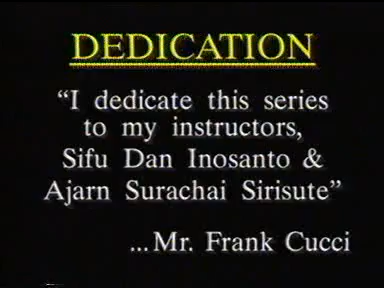 DEDICATION
“I dedicate this series
to my instructors,
Sifu Dan Inosanto &
Ajarn Surachai Sirisute”
...Mr. Frank Cucci